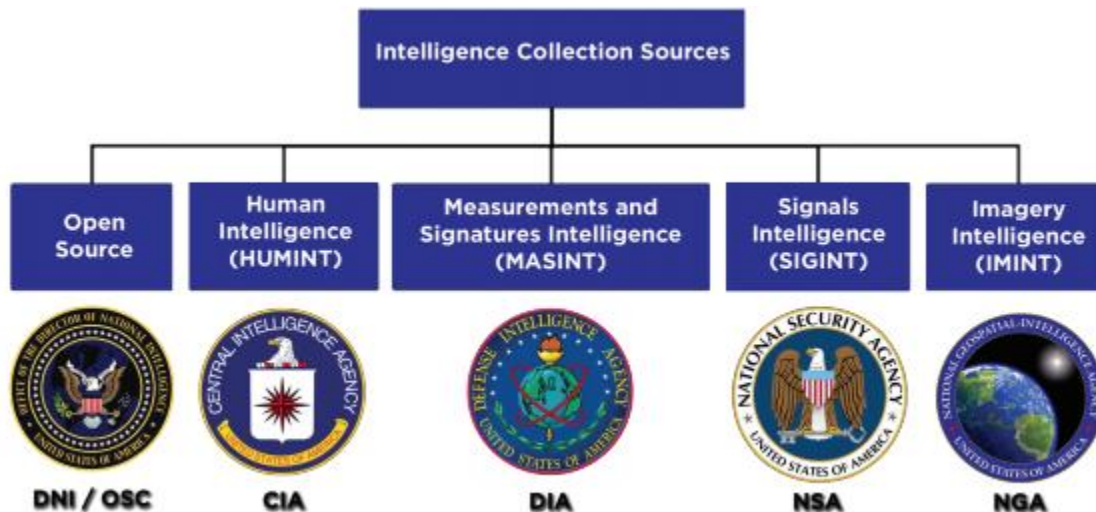 Intelligence Collection Sources
Open
Source
Human
Intelligence
(HUMINT)
Measurements and
Signatures Intelligence
(MASINT)
Signals
Intelligence
(SIGINT)
Imagery
Intelligence
(IMINT)
OFFICE OF THE DIRECTOR OF NATIONAL INTELLIGENCE
UNITED STATES OF AMERICA
CENTRAL INTELLIGENCE AGENCY
UNITED STATES OF AMERICA
DEFENSE INTELLIGENCE AGENCY
UNITED STATES OF AMERICA
NATIONAL SECURITY AGENCY
UNITED STATES OF AMERICA
NATIONAL GEOSPATIAL-INTELLIGENCE AGENCY
UNITED STATES OF AMERICA
DNI / OSC
CIA
DIA
NSA
NGA